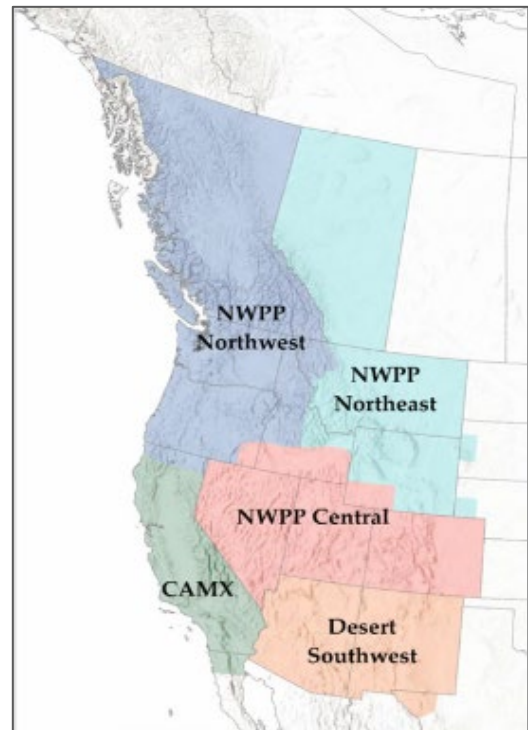 NWPP
Northwest
NWPP
Northeast
NWPP Central
CAMX
Desert
Southwest